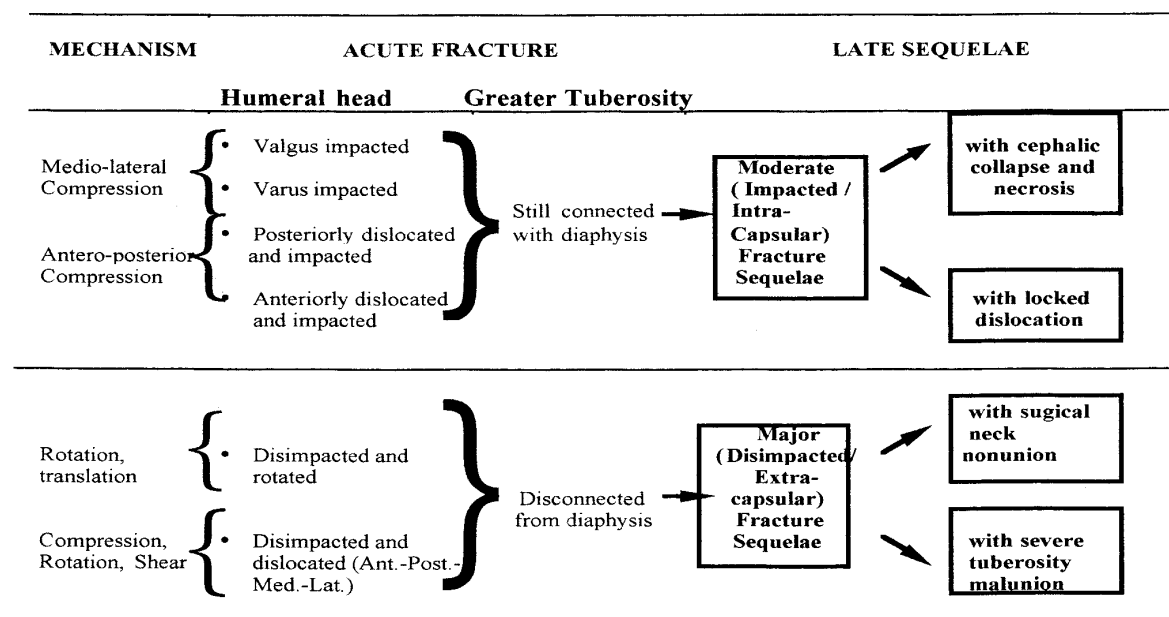 MECHANISM ACUTE FRACTURE LATE SEQUELAE
Humeral head Greater Tuberosity
Medio-lateral
Compression
• Valgus impacted
• Varus impacted
Antero-posterior
Compression
• Posteriorly dislocated
and impacted
• Anteriorly dislocated
and impacted
Still connected
with diaphysis
Moderate
( Impacted /
Intra-
Capsular)
Fracture
Sequelae
with cephalic
collapse and
necrosis
with locked
dislocation
Rotation,
translation
• Disimpacted and
rotated
Compression,
Rotation, Shear
• Disimpacted and
dislocated (Ant.-Post.-
Med.-Lat.)
Disconnected
from diaphysis
Major
(Disimpacted/
Extra-
capsular)
Fracture
Sequelae
with sugical
neck
nonunion
with severe
tuberosity
malunion